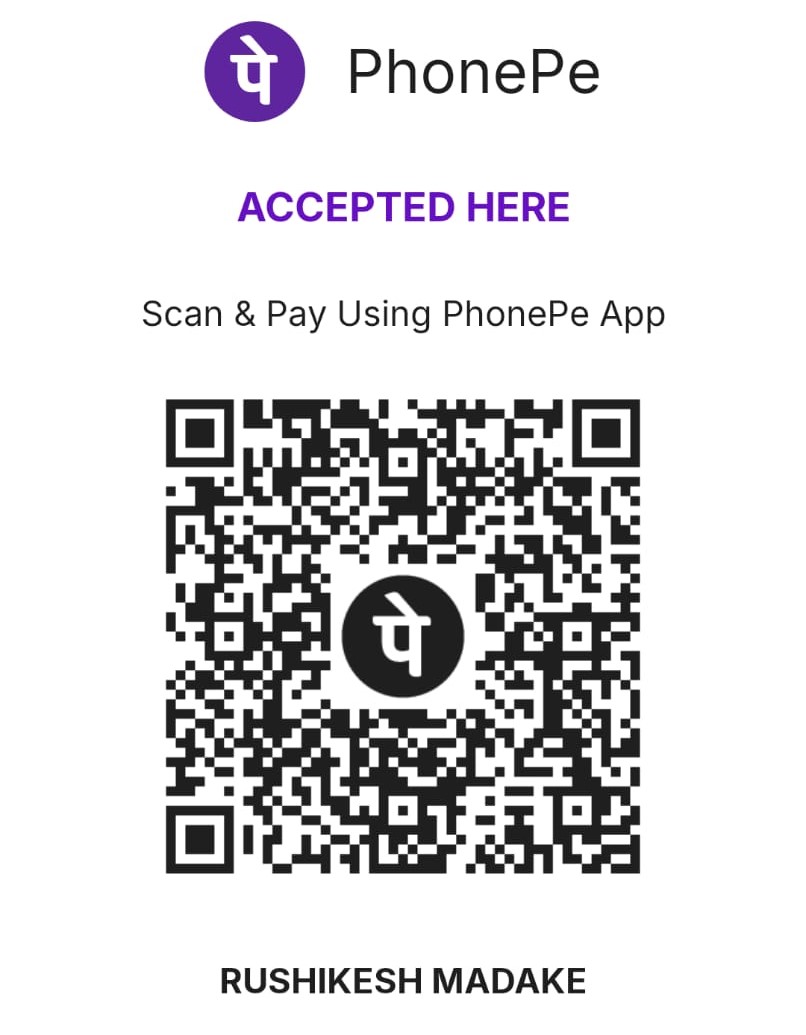 पे PhonePe
ACCEPTED HERE
Scan & Pay Using PhonePe App
पे
RUSHIKESH MADAKE